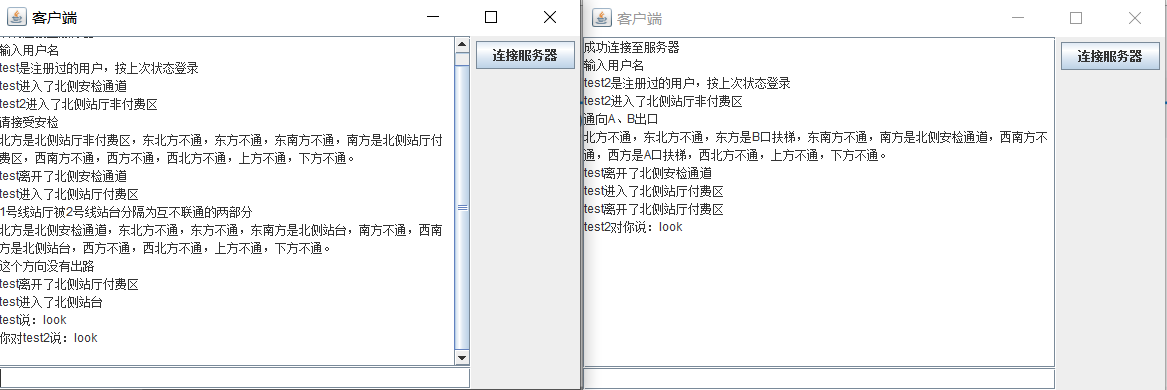 客户端
连接服务器
输入用户名
test是注册过的用户，按上次状态登录
test进入了北侧安检通道
test2进入了北侧站厅非付费区
请接受安检
北方是北侧站厅非付费区，东北方不通，东方不通，东南方不通，南方是北侧站厅付
费区，西南方不通，西方不通，西北方不通，上方不通，下方不通。
test离开了北侧安检通道
test进入了北侧站厅付费区
1号线站厅被2号线站台分隔为互不联通的两部分
北方是北侧安检通道，东北方不通，东方不通，东南方是北侧站台，南方不通，西南
方是北侧站台，西方不通，西北方不通，上方不通，下方不通。
这个方向没有出路
test离开了北侧站厅付费区
test进入了北侧站台
test说：look
你对test2说：look
客户端
连接服务器
成功连接至服务器
输入用户名
test2是注册过的用户，按上次状态登录
test2进入了北侧站厅非付费区
通向A、B出口
北方不通，东北方不通，东方是B口扶梯，东南方不通，南方是北侧安检通道，西南方不
通，西方是A口扶梯，西北方不通，上方不通，下方不通。
test离开了北侧安检通道
test进入了北侧站厅付费区
test离开了北侧站厅付费区
test2对你说：look